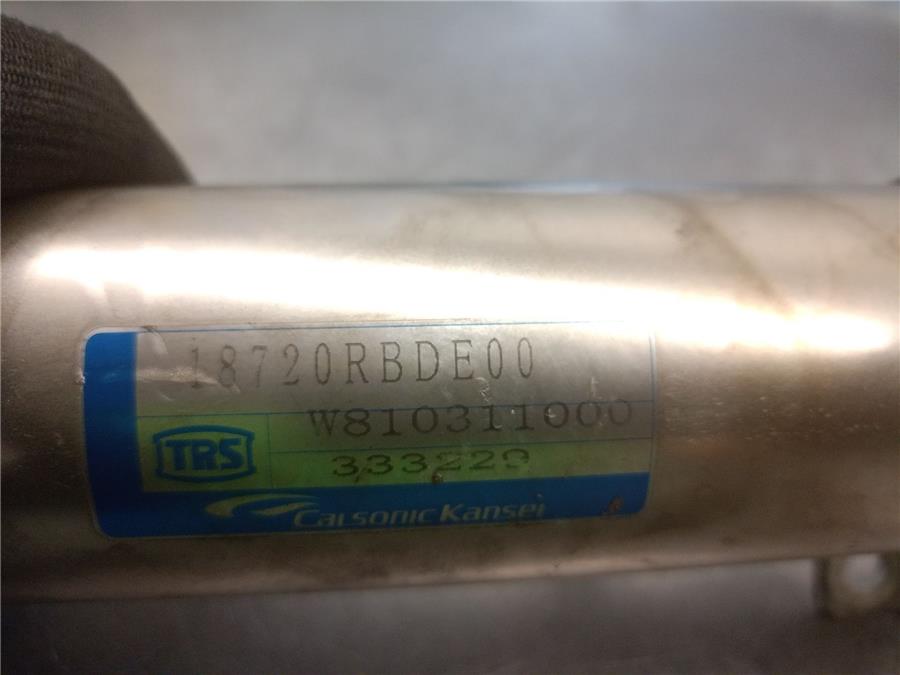 18720RBDE00
W810311000
TRS
333229
Calsonic Kansei